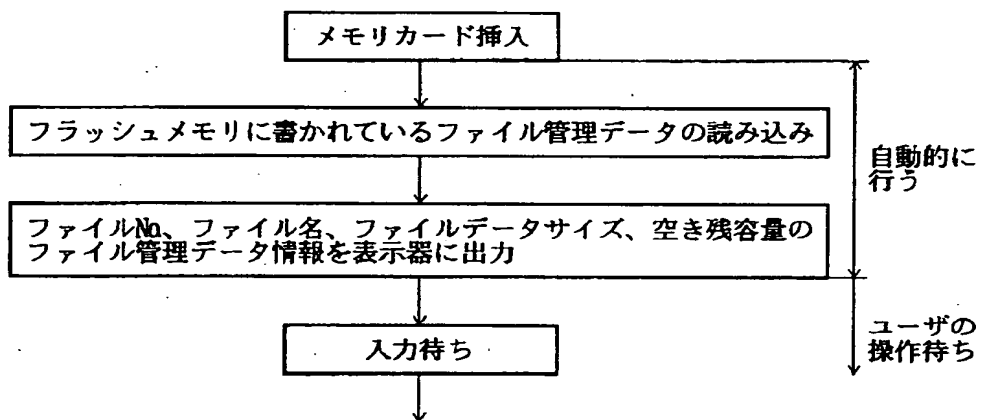 メモリカード挿入
フラッシュメモリに書かれているファイル管理データの読み込み
自動的に
行う
ファイル№、ファイル名、ファイルデータサイズ、空き残容量の
ファイル管理データ情報を表示器に出力
入力待ち
ユーザの
操作待ち